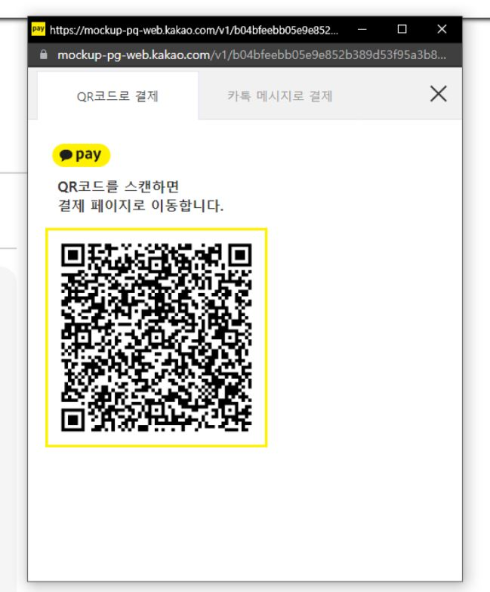 pay https://mockup-pg-web.kakao.com/v1/b04bfeebb05e9e852...
mockup-pg-web.kakao.com/v1/b04bfeebb05e9e852b389d53f95a3b8...
QR코드로 결제
카톡 메시지로 결제
pay
QR코드를 스캔하면
결제 페이지로 이동합니다.